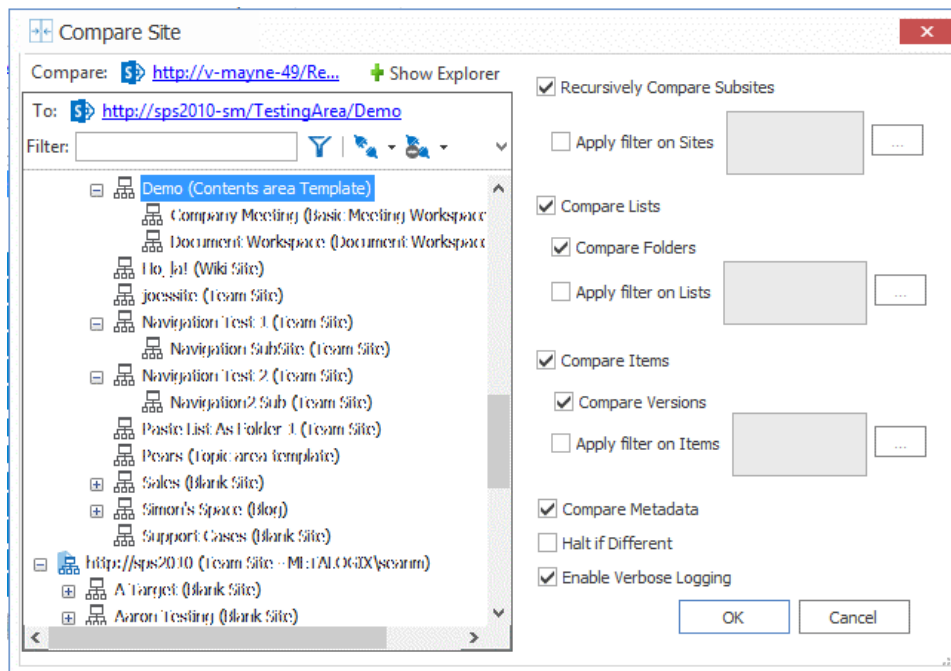 Compare Site
Compare: http://v-mayne-49/Re... Show Explorer
To: http://sps2010-sm/TestingArea/Demo
Filter:
Demo (Contents area Template)
Company Meeting (Basic Meeting Workspace
Document Workspace (Document Workspace
Ho, Ja! (Wiki Site)
joessite (Team Site)
Navigation Test 1 (Team Site)
Navigation SubSite (Team Site)
Navigation Test 2 (Team Site)
Navigation2 Sub (Team Site)
Paste List As Folder 1 (Team Site)
Pears (Topic area template)
Sales (Blank Site)
Simon's Space (Blog)
Support Cases (Blank Site)
http://sps2010 (Team Site - METALOGIX\seanm)
A Target (Blank Site)
Aaron Testing (Blank Site)
Recursively Compare Subsites
Apply filter on Sites ...
Compare Lists
Compare Folders
Apply filter on Lists ...
Compare Items
Compare Versions
Apply filter on Items ...
Compare Metadata
Halt if Different
Enable Verbose Logging
OK Cancel